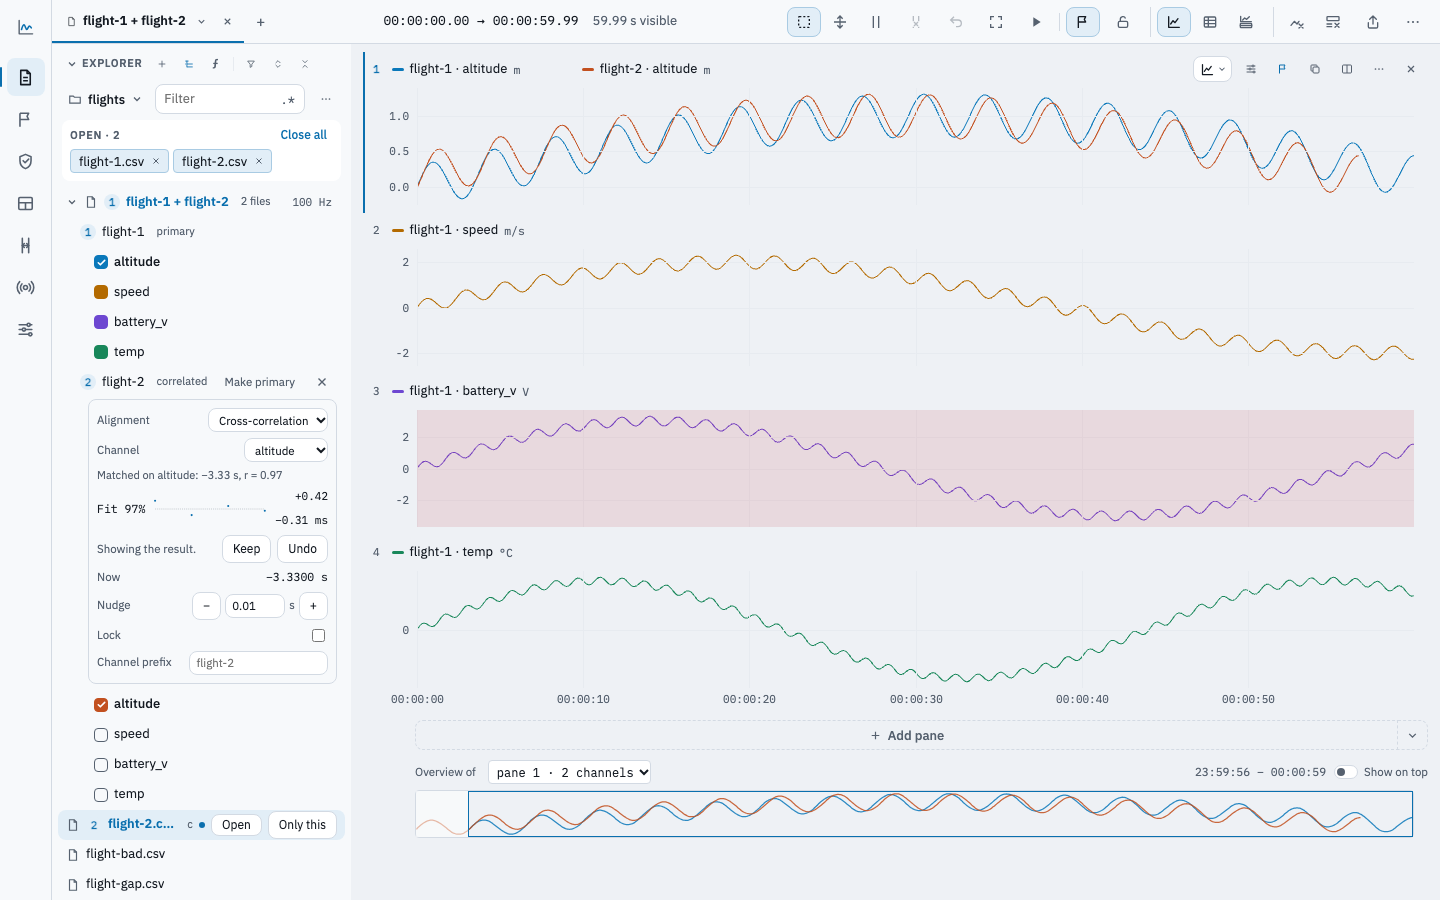 flight-1 + flight-2
00:00:00.00 → 00:00:59.99 59.99 s visible
EXPLORER
flights
Filter .*
OPEN · 2 Close all
flight-1.csv × flight-2.csv ×
1 flight-1 + flight-2 2 files 100 Hz
1 flight-1 primary
altitude
speed
battery_v
temp
2 flight-2 correlated Make primary
Alignment Cross-correlation
Channel altitude
Matched on altitude: −3.33 s, r = 0.97
Fit 97% +0.42
−0.31 ms
Showing the result. Keep Undo
Now −3.3300 s
Nudge − 0.01 s +
Lock
Channel prefix flight-2
altitude
speed
battery_v
temp
2 flight-2.c... c Open Only this
flight-bad.csv
flight-gap.csv
1 flight-1 · altitude m flight-2 · altitude m
1.0
0.5
0.0
2 flight-1 · speed m/s
2
0
-2
3 flight-1 · battery_v V
2
0
-2
4 flight-1 · temp °C
0
00:00:00 00:00:10 00:00:20 00:00:30 00:00:40 00:00:50
+ Add pane
Overview of pane 1 · 2 channels 23:59:56 – 00:00:59 Show on top